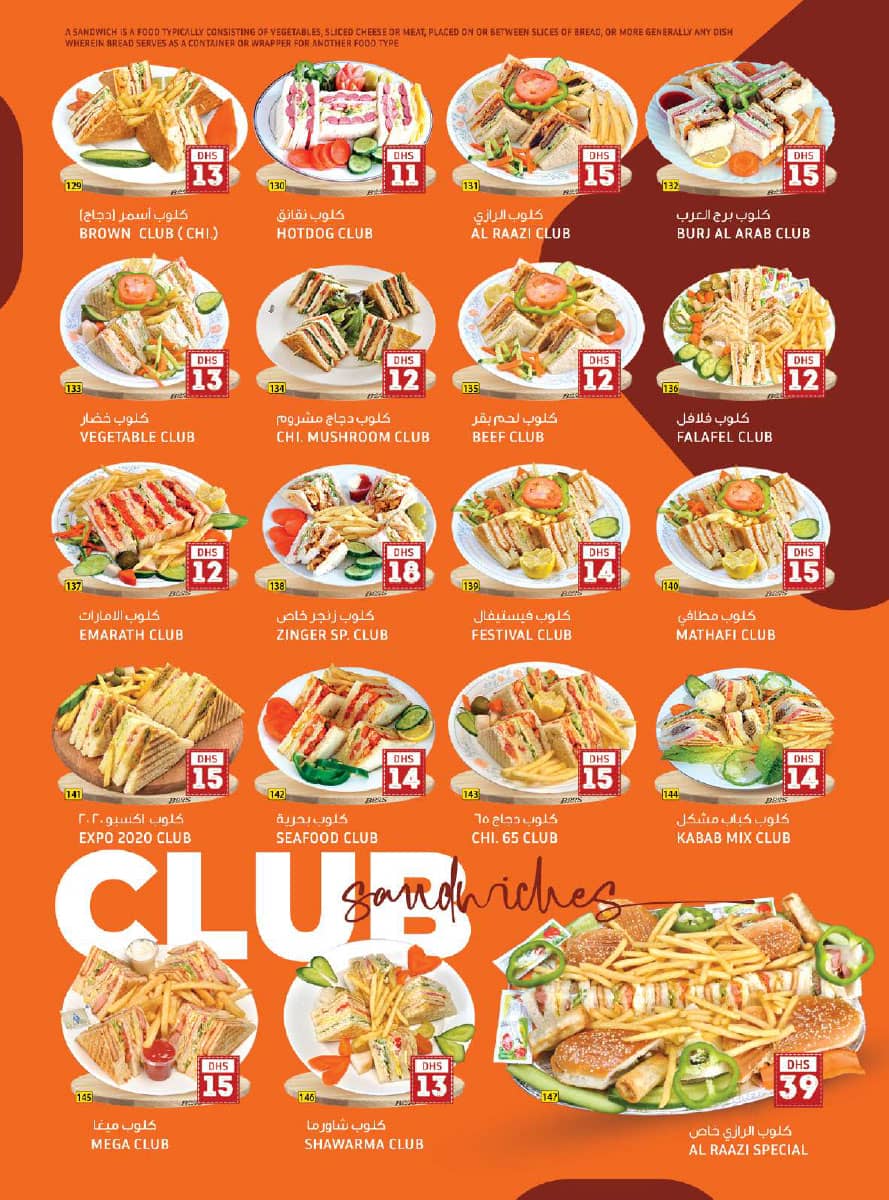 A SANDWICH IS A FOOD TYPICALLY CONSISTING OF VEGETABLES, SLICED CHEESE OR MEAT, PLACED ON OR BETWEEN SLICES OF BREAD, OR MORE GENERALLY ANY DISH
WHEREIN BREAD SERVES AS A CONTAINER OR WRAPPER FOR ANOTHER FOOD TYPE
129
DHS
13
كلوب أسمر (دجاج)
BROWN CLUB ( CHI.)
130
DHS
11
كلوب نقانق
HOTDOG CLUB
131
DHS
15
كلوب الرازي
AL RAAZI CLUB
132
DHS
15
كلوب برج العرب
BURJ AL ARAB CLUB
133
DHS
13
كلوب خضار
VEGETABLE CLUB
134
DHS
12
كلوب دجاج مشروم
CHI. MUSHROOM CLUB
135
DHS
12
كلوب لحم بقر
BEEF CLUB
136
DHS
12
كلوب فلافل
FALAFEL CLUB
137
DHS
12
كلوب الامارات
EMARATH CLUB
138
DHS
18
كلوب زنجر خاص
ZINGER SP. CLUB
139
DHS
14
كلوب فيستيفال
FESTIVAL CLUB
140
DHS
15
كلوب مطافي
MATHAFI CLUB
141
DHS
15
كلوب اكسبو ٢٠٢٠
EXPO 2020 CLUB
142
DHS
14
كلوب بحرية
SEAFOOD CLUB
143
DHS
15
كلوب دجاج ٦٥
CHI. 65 CLUB
144
DHS
14
كلوب كباب مشكل
KABAB MIX CLUB
CLUB
sandwiches
145
DHS
15
كلوب ميغا
MEGA CLUB
146
DHS
13
كلوب شاورما
SHAWARMA CLUB
147
DHS
39
كلوب الرازي خاص
AL RAAZI SPECIAL